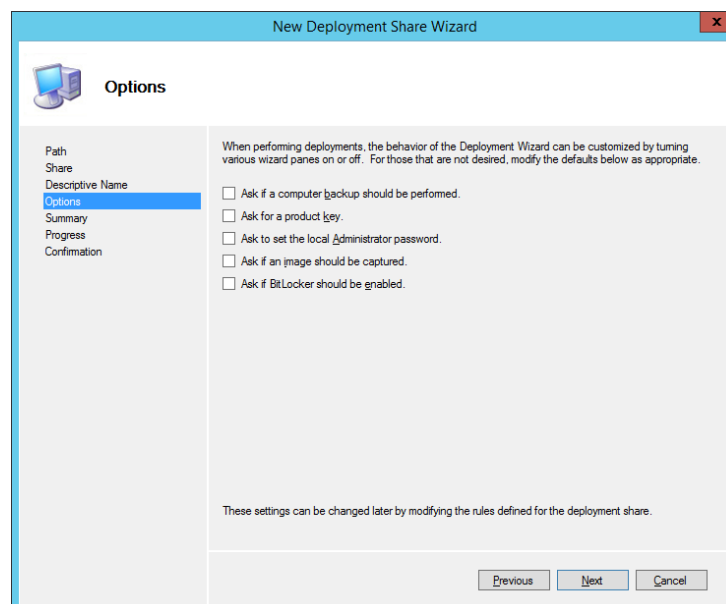 New Deployment Share Wizard
x
Options
Path
Share
Descriptive Name
Options
Summary
Progress
Confirmation
When performing deployments, the behavior of the Deployment Wizard can be customized by turning
various wizard panes on or off. For those that are not desired, modify the defaults below as appropriate.
Ask if a computer backup should be performed.
Ask for a product key.
Ask to set the local Administrator password.
Ask if an image should be captured.
Ask if BitLocker should be enabled.
These settings can be changed later by modifying the rules defined for the deployment share.
Previous Next Cancel